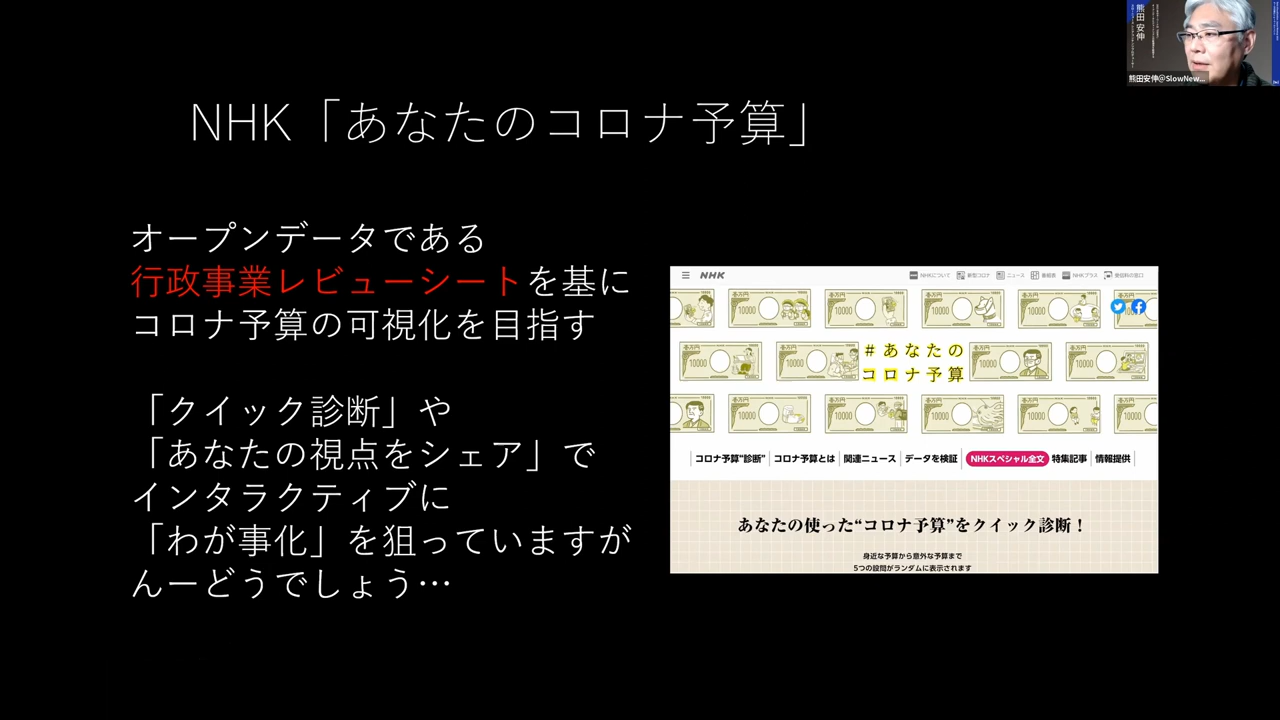 熊田安伸
熊田安伸@SlowNew...
NHK「あなたのコロナ予算」
オープンデータである
行政事業レビューシートを基に
コロナ予算の可視化を目指す
「クイック診断」や
「あなたの視点をシェア」で
インタラクティブに
「わが事化」を狙っていますが
んーどうでしょう…
NHK
NHKについて
新型コロナ
ニュース
番組表
NHKプラス
受信料の窓口
壱万円
10000
#あなたの
コロナ予算
コロナ予算“診断”
コロナ予算とは
関連ニュース
データを検証
NHKスペシャル全文
特集記事
情報提供
あなたの使った“コロナ予算”をクイック診断！
身近な予算から意外な予算まで
5つの設問がランダムに表示されます